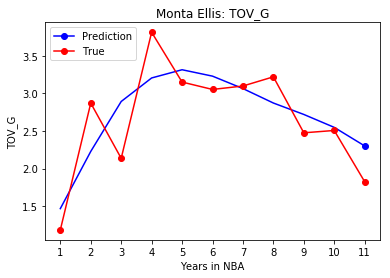 Monta Ellis: TOV_G
Prediction
True
TOV_G
3.5
3.0
2.5
2.0
1.5
1 2 3 4 5 6 7 8 9 10 11
Years in NBA